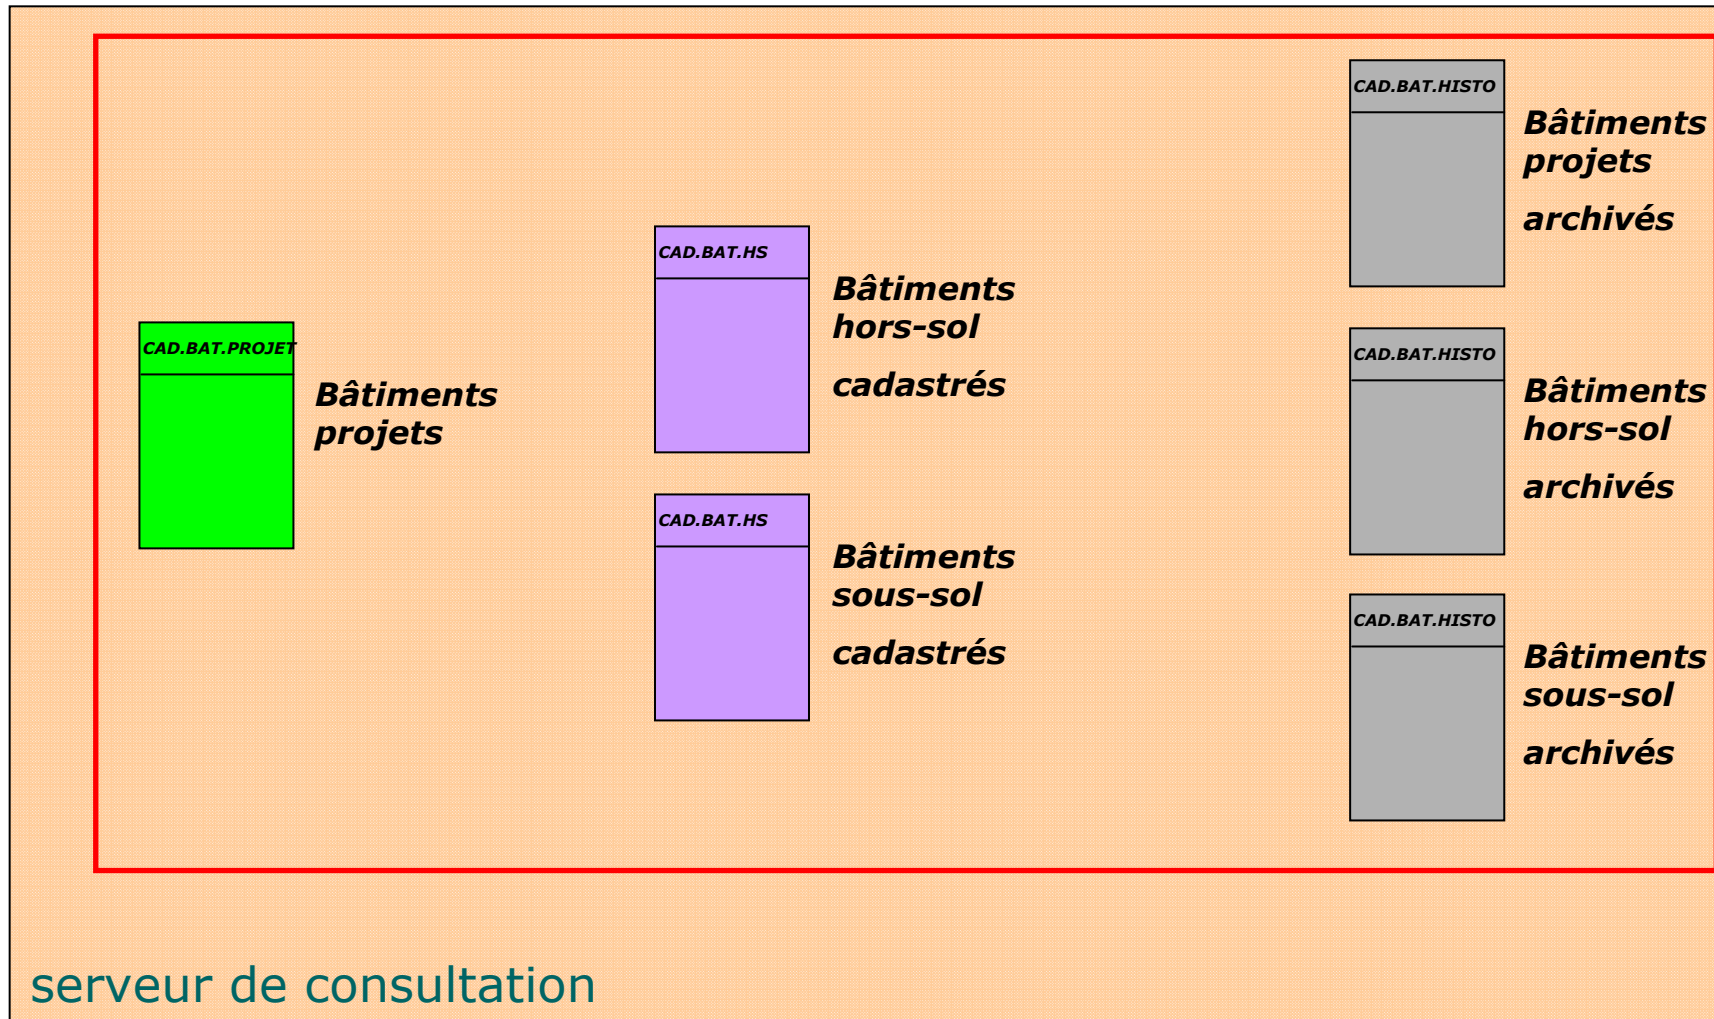 CAD.BAT.PROJET
Bâtiments
projets
CAD.BAT.HS
Bâtiments
hors-sol
cadastrés
CAD.BAT.HS
Bâtiments
sous-sol
cadastrés
CAD.BAT.HISTO
Bâtiments
projets
archivés
CAD.BAT.HISTO
Bâtiments
hors-sol
archivés
CAD.BAT.HISTO
Bâtiments
sous-sol
archivés
serveur de consultation